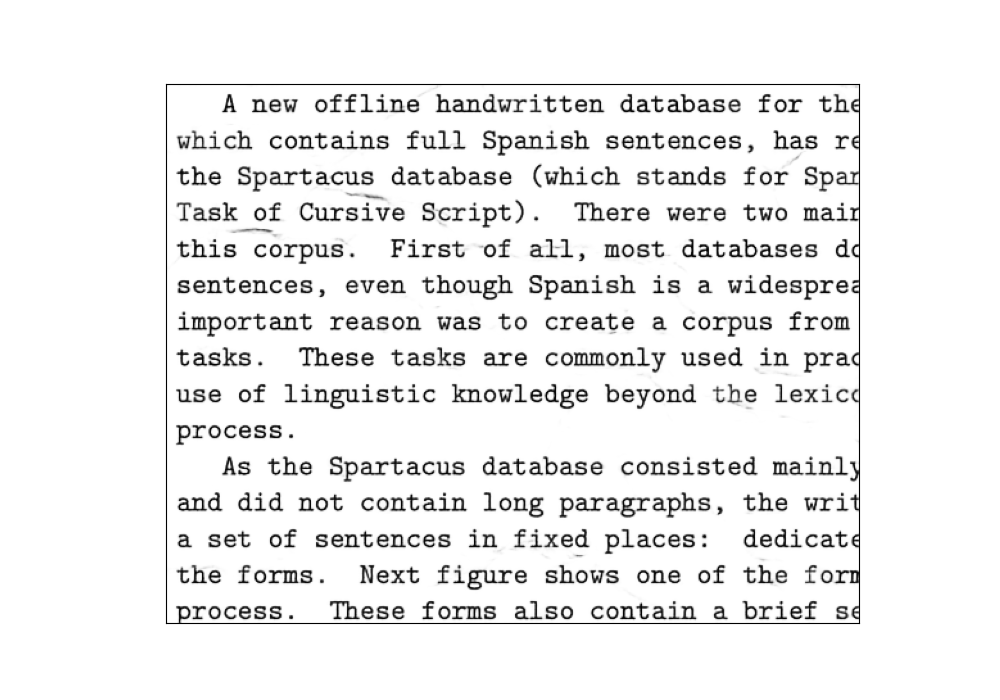 A new offline handwritten database for the
which contains full Spanish sentences, has re
the Spartacus database (which stands for Spar
Task of Cursive Script). There were two main
this corpus. First of all, most databases do
sentences, even though Spanish is a widesprea
important reason was to create a corpus from
tasks. These tasks are commonly used in prac
use of linguistic knowledge beyond the lexico
process.
As the Spartacus database consisted mainly
and did not contain long paragraphs, the writ
a set of sentences in fixed places: dedicate
the forms. Next figure shows one of the form
process. These forms also contain a brief se